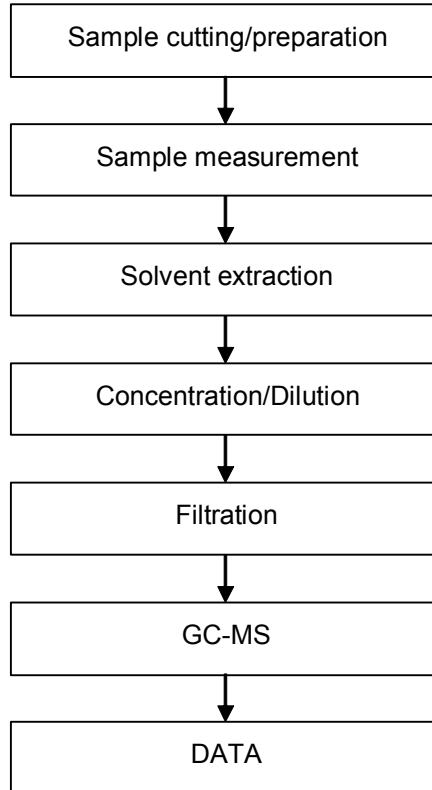 Sample cutting/preparation
Sample measurement
Solvent extraction
Concentration/Dilution
Filtration
GC-MS
DATA